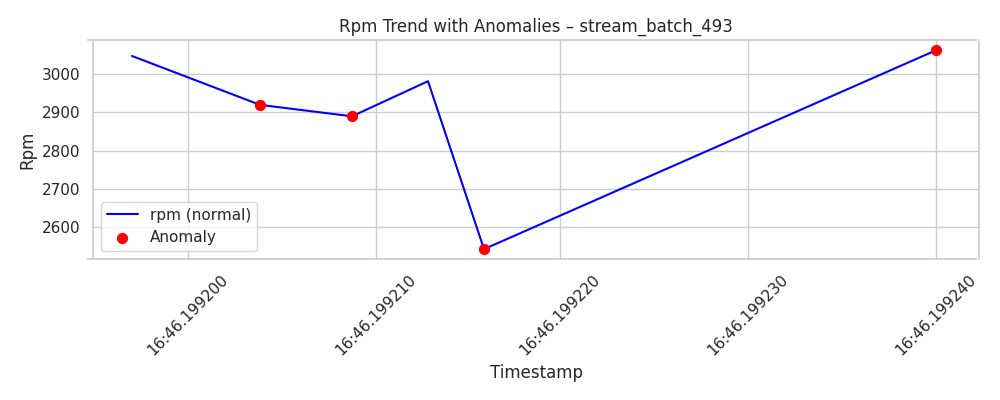 Rpm Trend with Anomalies – stream_batch_493
3000
2900
2800
2700
2600
Rpm
rpm (normal)
Anomaly
16:46.199200
16:46.199210
16:46.199220
16:46.199230
16:46.199240
Timestamp